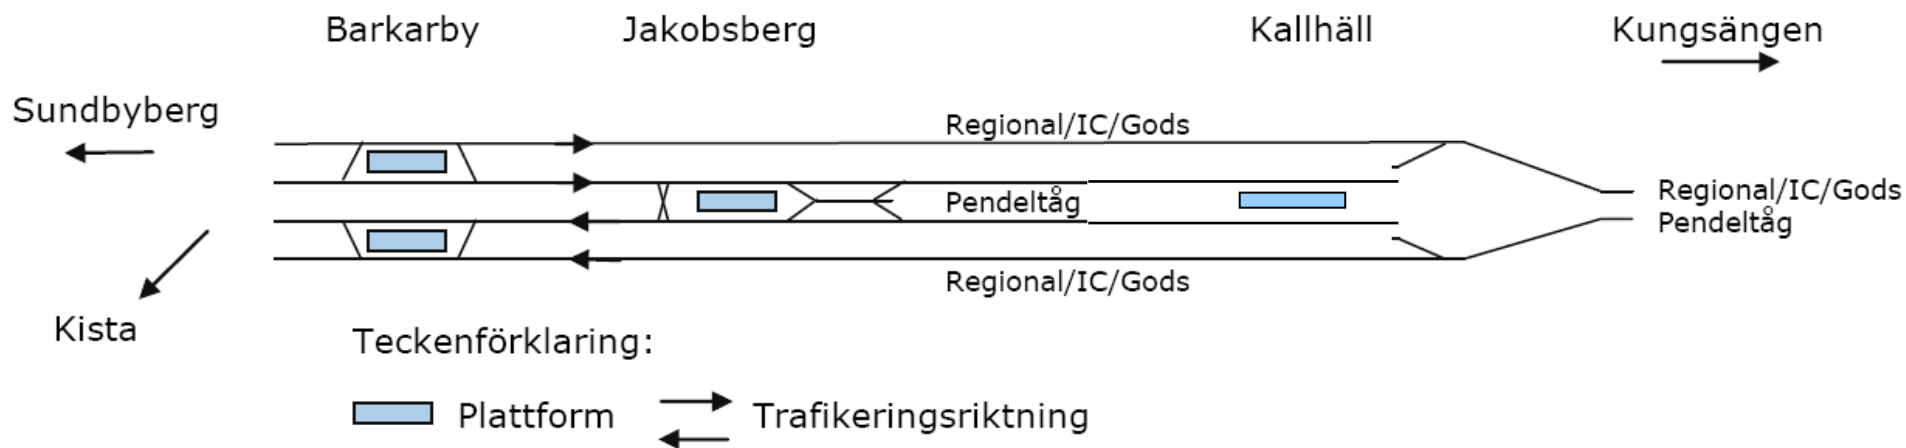 Barkarby
Jakobsberg
Kallhäll
Kungsängen
Sundbyberg
Regional/IC/Gods
Pendeltåg
Regional/IC/Gods
Pendeltåg
Regional/IC/Gods
Kista
Teckenförklaring:
Plattform
Trafikeringsriktning